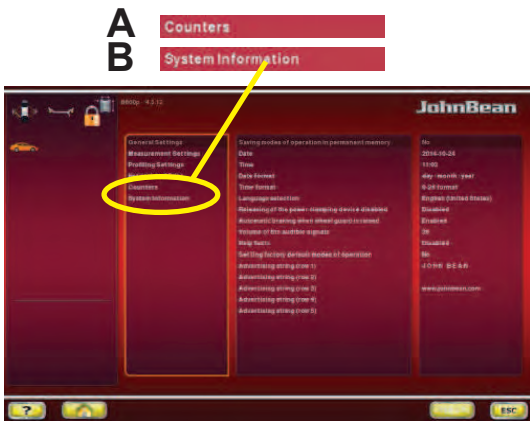 A Counters
B System Information
JohnBean
General Settings
Measurement Settings
Profiling Settings
Counters
System Information
Saving modes of operation in permanent memory
Date
Time
Date format
Time format
Language selection
Releasing of the power clamping device disabled
Automatic braking when wheel guard is raised
Volume of the audible signals
Help texts
Setting factory default modes of operation
Advertising string (row 1)
Advertising string (row 2)
Advertising string (row 3)
Advertising string (row 4)
Advertising string (row 5)
No
2014-10-24
day - month - year
0-24 format
English (United States)
Disabled
Enabled
Disabled
No
JOHN BEAN
www.johnbean.com
?
ESC